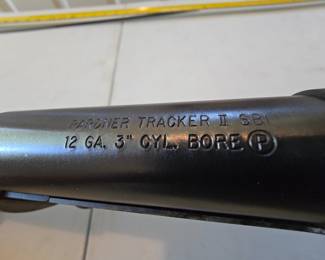 PARDNER TRACKER II SB1
12 GA. 3" CYL. BORE P